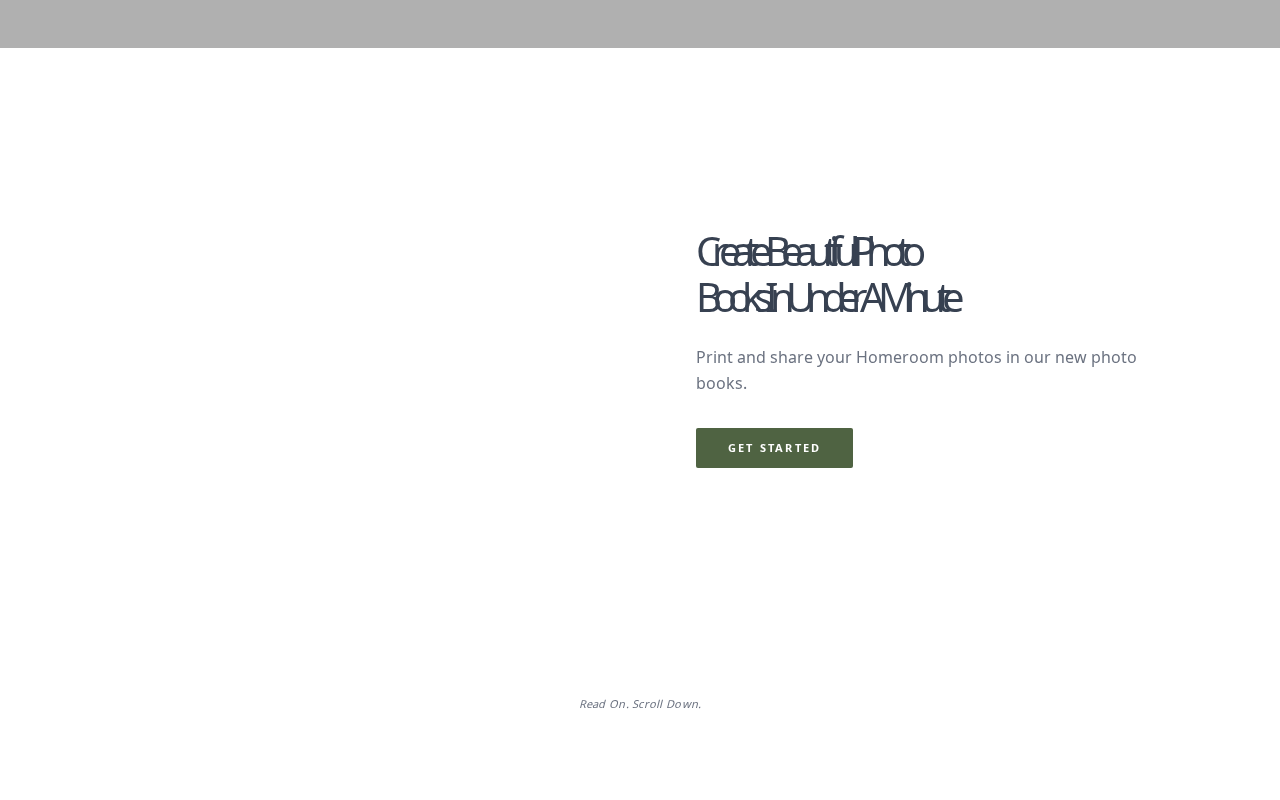 Create Beautiful Photo
Books In Under A Minute
Print and share your Homeroom photos in our new photo
books.
GET STARTED
Read On. Scroll Down.